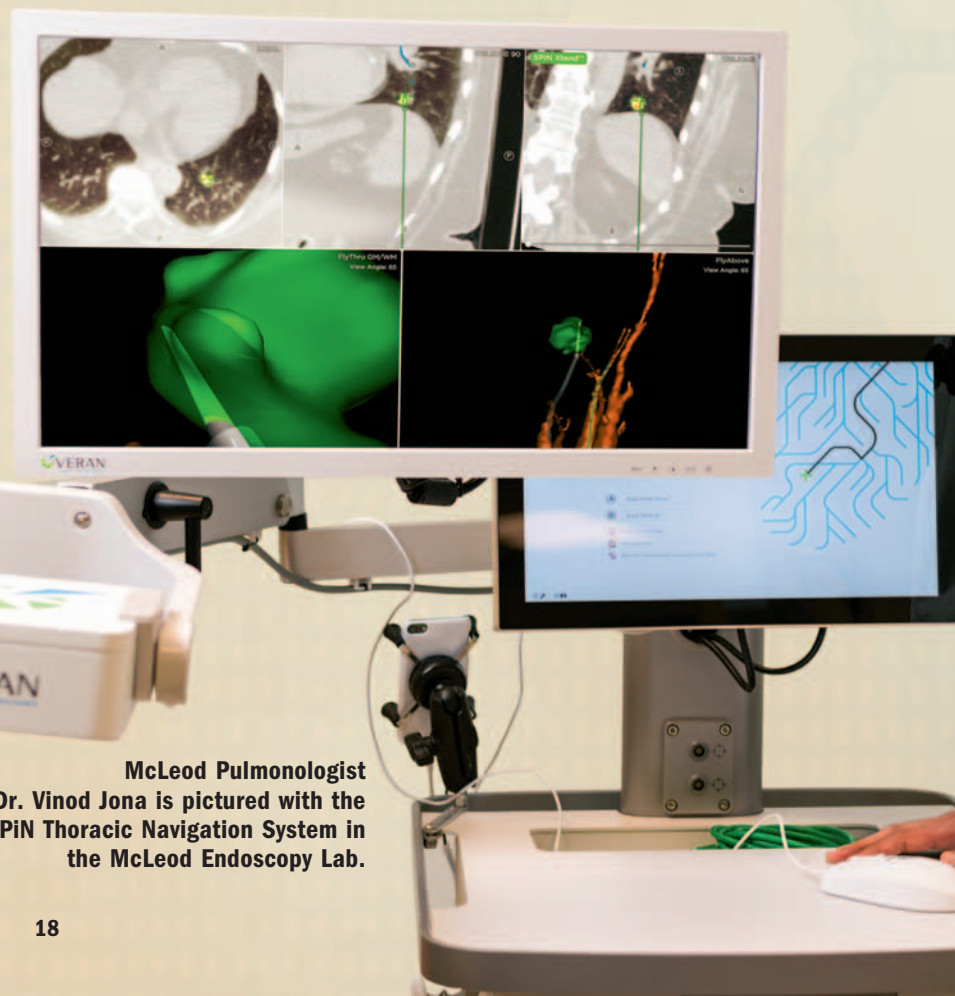 SPiN Xtend™
FlyThru GM/WM
View Angle: 65
FlyAbove
View Angle: 65
VERAN
AN
McLeod Pulmonologist
Dr. Vinod Jona is pictured with the
PiN Thoracic Navigation System in
the McLeod Endoscopy Lab.
18